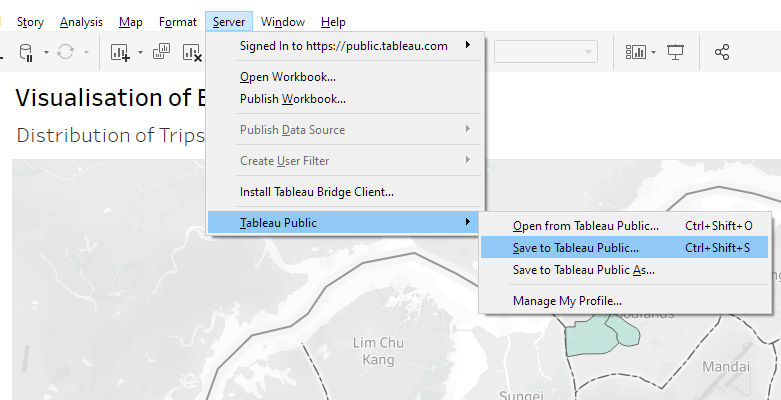 Story Analysis Map Format Server Window Help
Signed In to https://public.tableau.com
Open Workbook...
Publish Workbook...
Visualisation of
Publish Data Source
Distribution of Trips
Create User Filter
Install Tableau Bridge Client...
Tableau Public
Open from Tableau Public... Ctrl+Shift+O
Save to Tableau Public... Ctrl+Shift+S
Save to Tableau Public As...
Manage My Profile...
Lim Chu
Kang
Mandai
Sungei